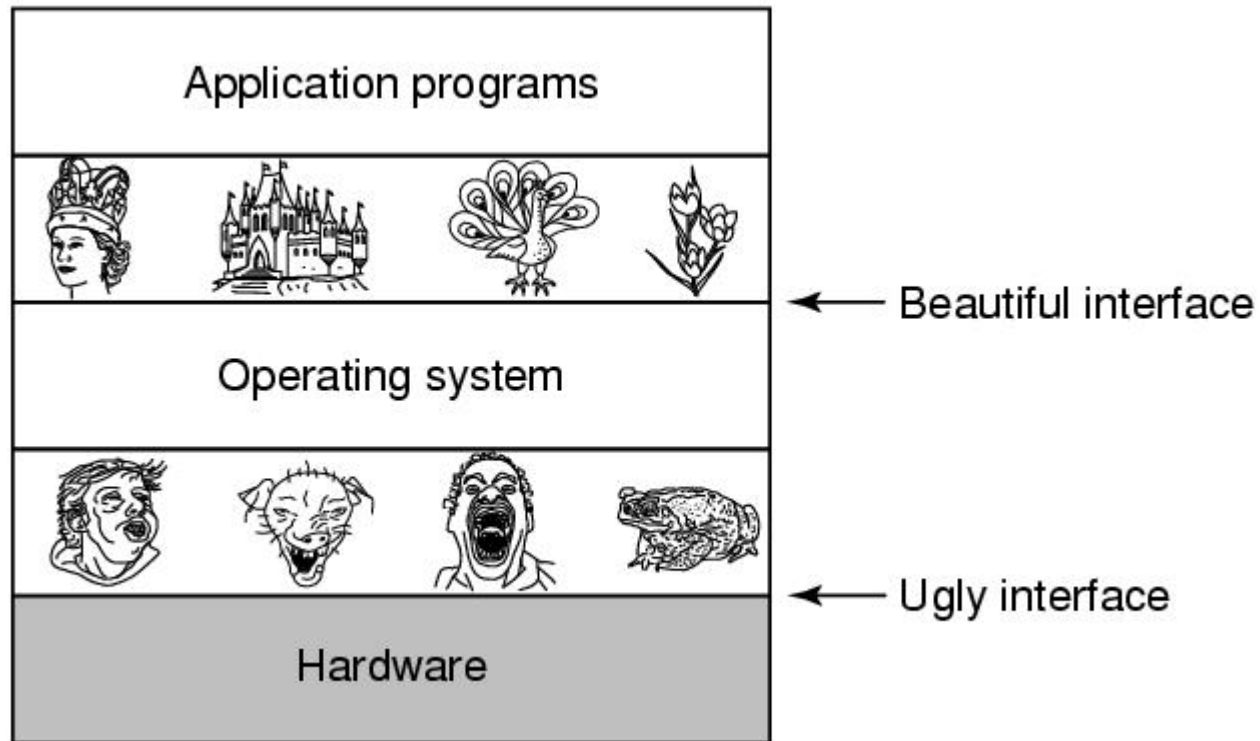 Application programs
Beautiful interface
Operating system
Ugly interface
Hardware